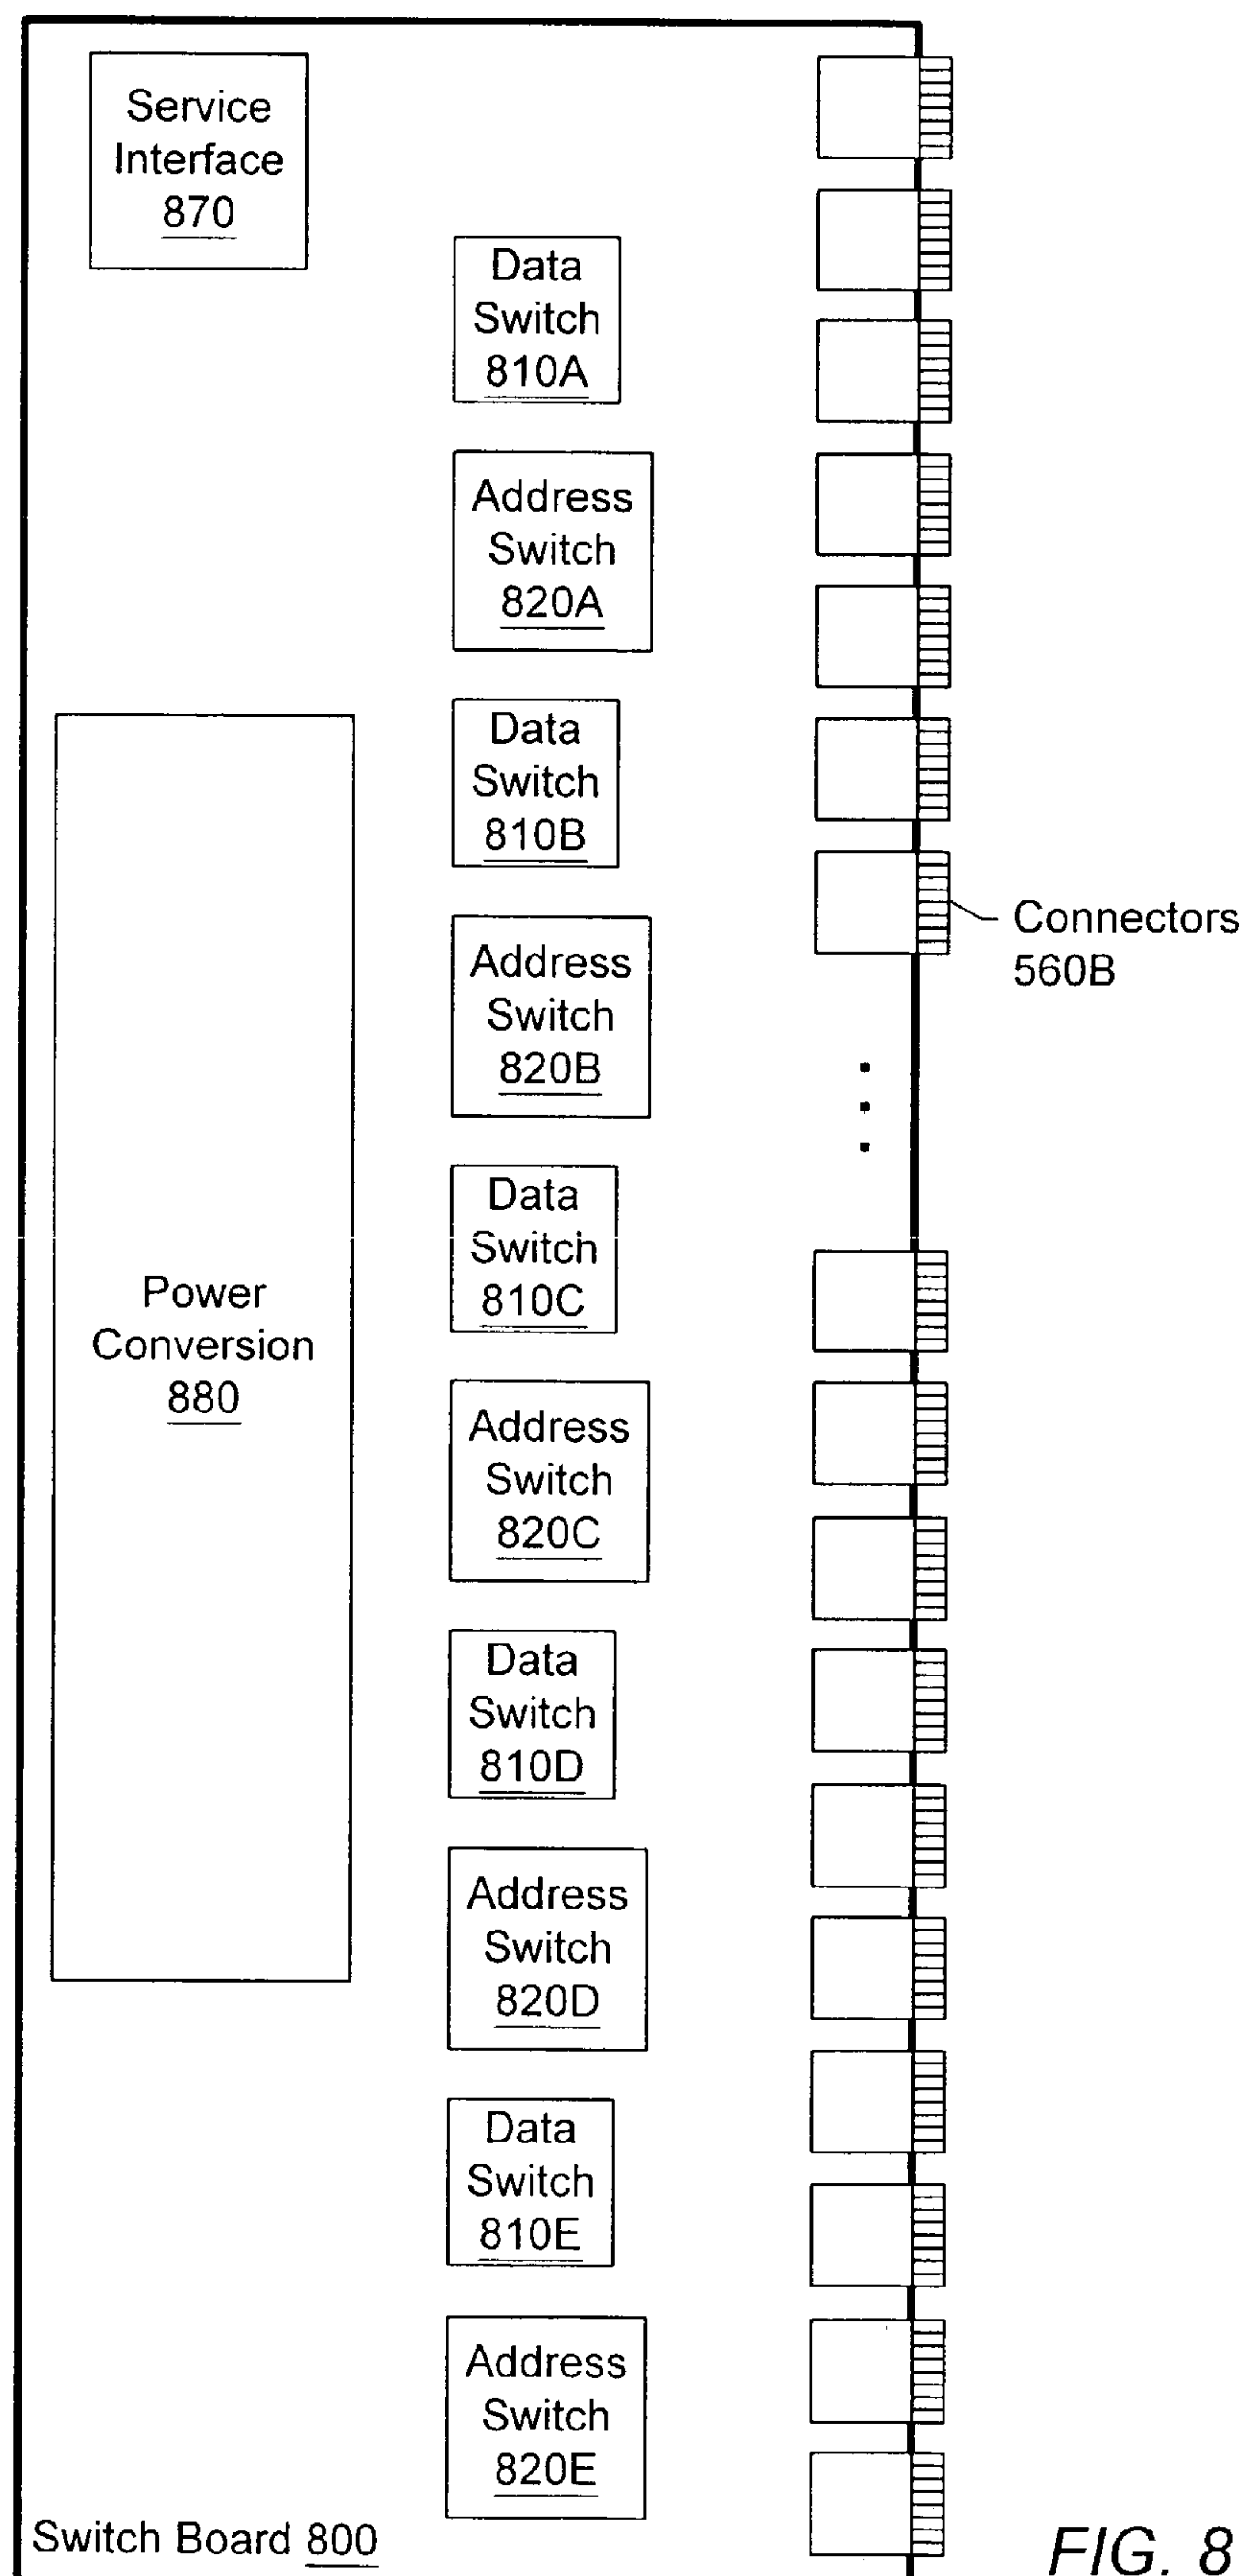 Service
Interface
870
Data
Switch
810A
Address
Switch
820A
Data
Switch
810B
Address
Switch
820B
Connectors
560B
Data
Switch
810C
Power
Conversion
880
Address
Switch
820C
Data
Switch
810D
Address
Switch
820D
Data
Switch
810E
Address
Switch
820E
Switch Board 800
FIG. 8